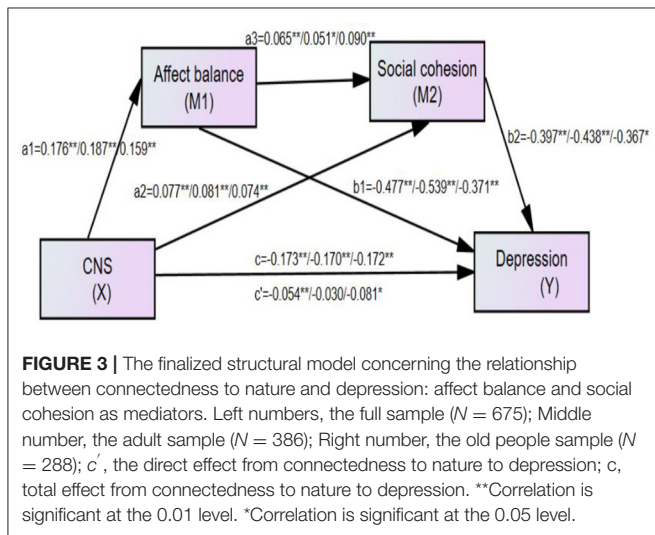 a3=0.065**/0.051*/0.090**
Affect balance
(M1)
Social cohesion
(M2)
a1=0.176**/0.187**/0.159**
b2=-0.397**/-0.438**/-0.367*
a2=0.077**/0.081**/0.074**
b1=-0.477**/-0.539**/-0.371**
CNS
(X)
c=-0.173**/-0.170**/-0.172**
c'=-0.054**/-0.030/-0.081*
Depression
(Y)
FIGURE 3 | The finalized structural model concerning the relationship
between connectedness to nature and depression: affect balance and social
cohesion as mediators. Left numbers, the full sample (N = 675); Middle
number, the adult sample (N = 386); Right number, the old people sample (N
= 288); c′, the direct effect from connectedness to nature to depression; c,
total effect from connectedness to nature to depression. **Correlation is
significant at the 0.01 level. *Correlation is significant at the 0.05 level.